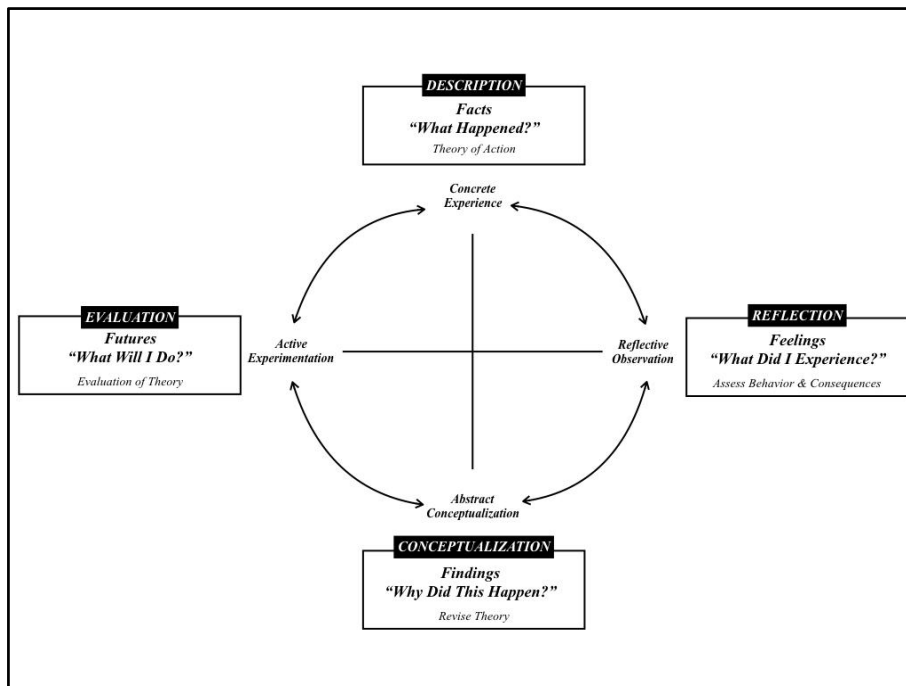 DESCRIPTION
Facts
“What Happened?”
Theory of Action
Concrete
Experience
EVALUATION
Futures
“What Will I Do?”
Evaluation of Theory
Active
Experimentation
Reflective
Observation
REFLECTION
Feelings
“What Did I Experience?”
Assess Behavior & Consequences
Abstract
Conceptualization
CONCEPTUALIZATION
Findings
“Why Did This Happen?”
Revise Theory